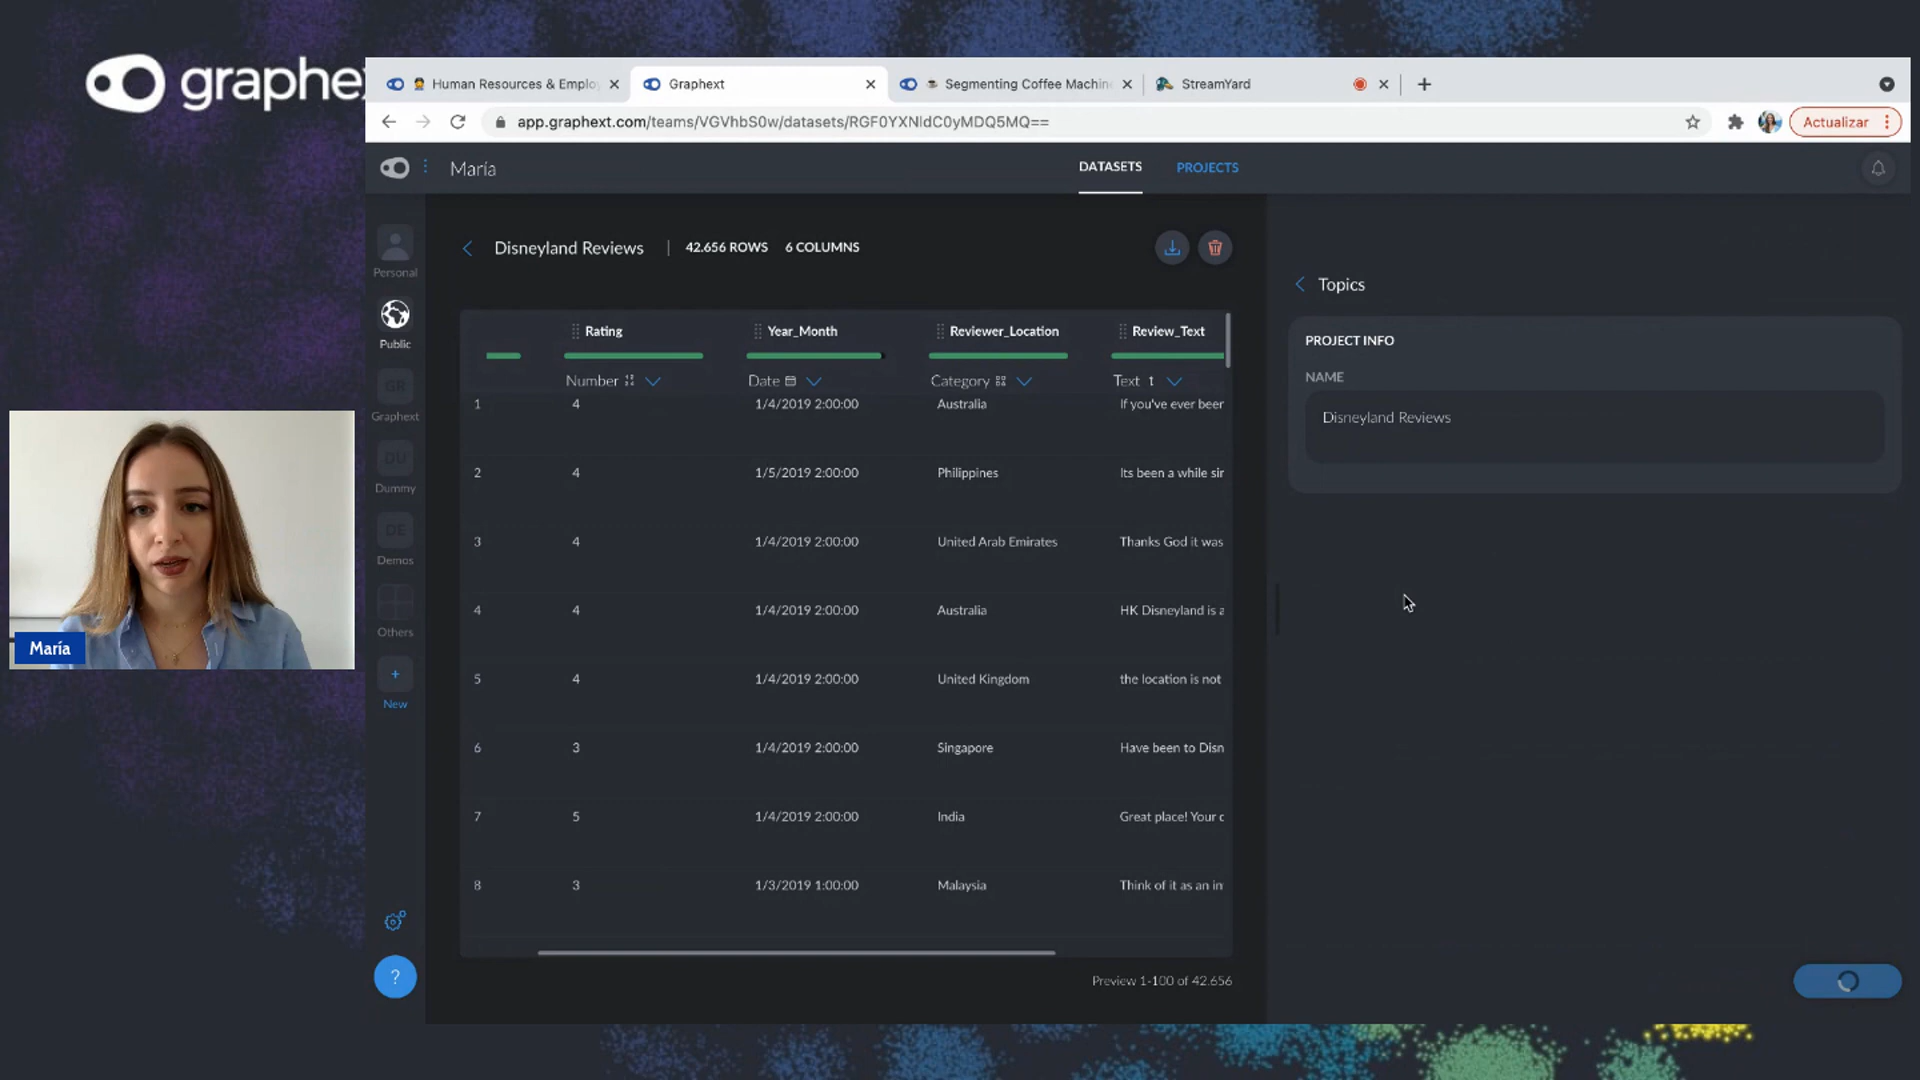 graphe
Human Resources & Emplo
Graphext
Segmenting Coffee Machin
StreamYard
app.graphext.com/teams/VGVhbS0w/datasets/RGF0YXNldC0yMDQ5MQ==
Actualizar
María
DATASETS
PROJECTS
Personal
Public
GR
Graphext
DU
Dummy
DE
Demos
Others
+
New
?
Disneyland Reviews | 42.656 ROWS 6 COLUMNS
Rating Year_Month Reviewer_Location Review_Text
Number Date Category Text
1 4 1/4/2019 2:00:00 Australia If you've ever beer
2 4 1/5/2019 2:00:00 Philippines Its been a while sir
3 4 1/4/2019 2:00:00 United Arab Emirates Thanks God it was
4 4 1/4/2019 2:00:00 Australia HK Disneyland is a
5 4 1/4/2019 2:00:00 United Kingdom the location is not
6 3 1/4/2019 2:00:00 Singapore Have been to Disn
7 5 1/4/2019 2:00:00 India Great place! Your c
8 3 1/3/2019 1:00:00 Malaysia Think of it as an in
Preview 1-100 of 42.656
Topics
PROJECT INFO
NAME
Disneyland Reviews
María